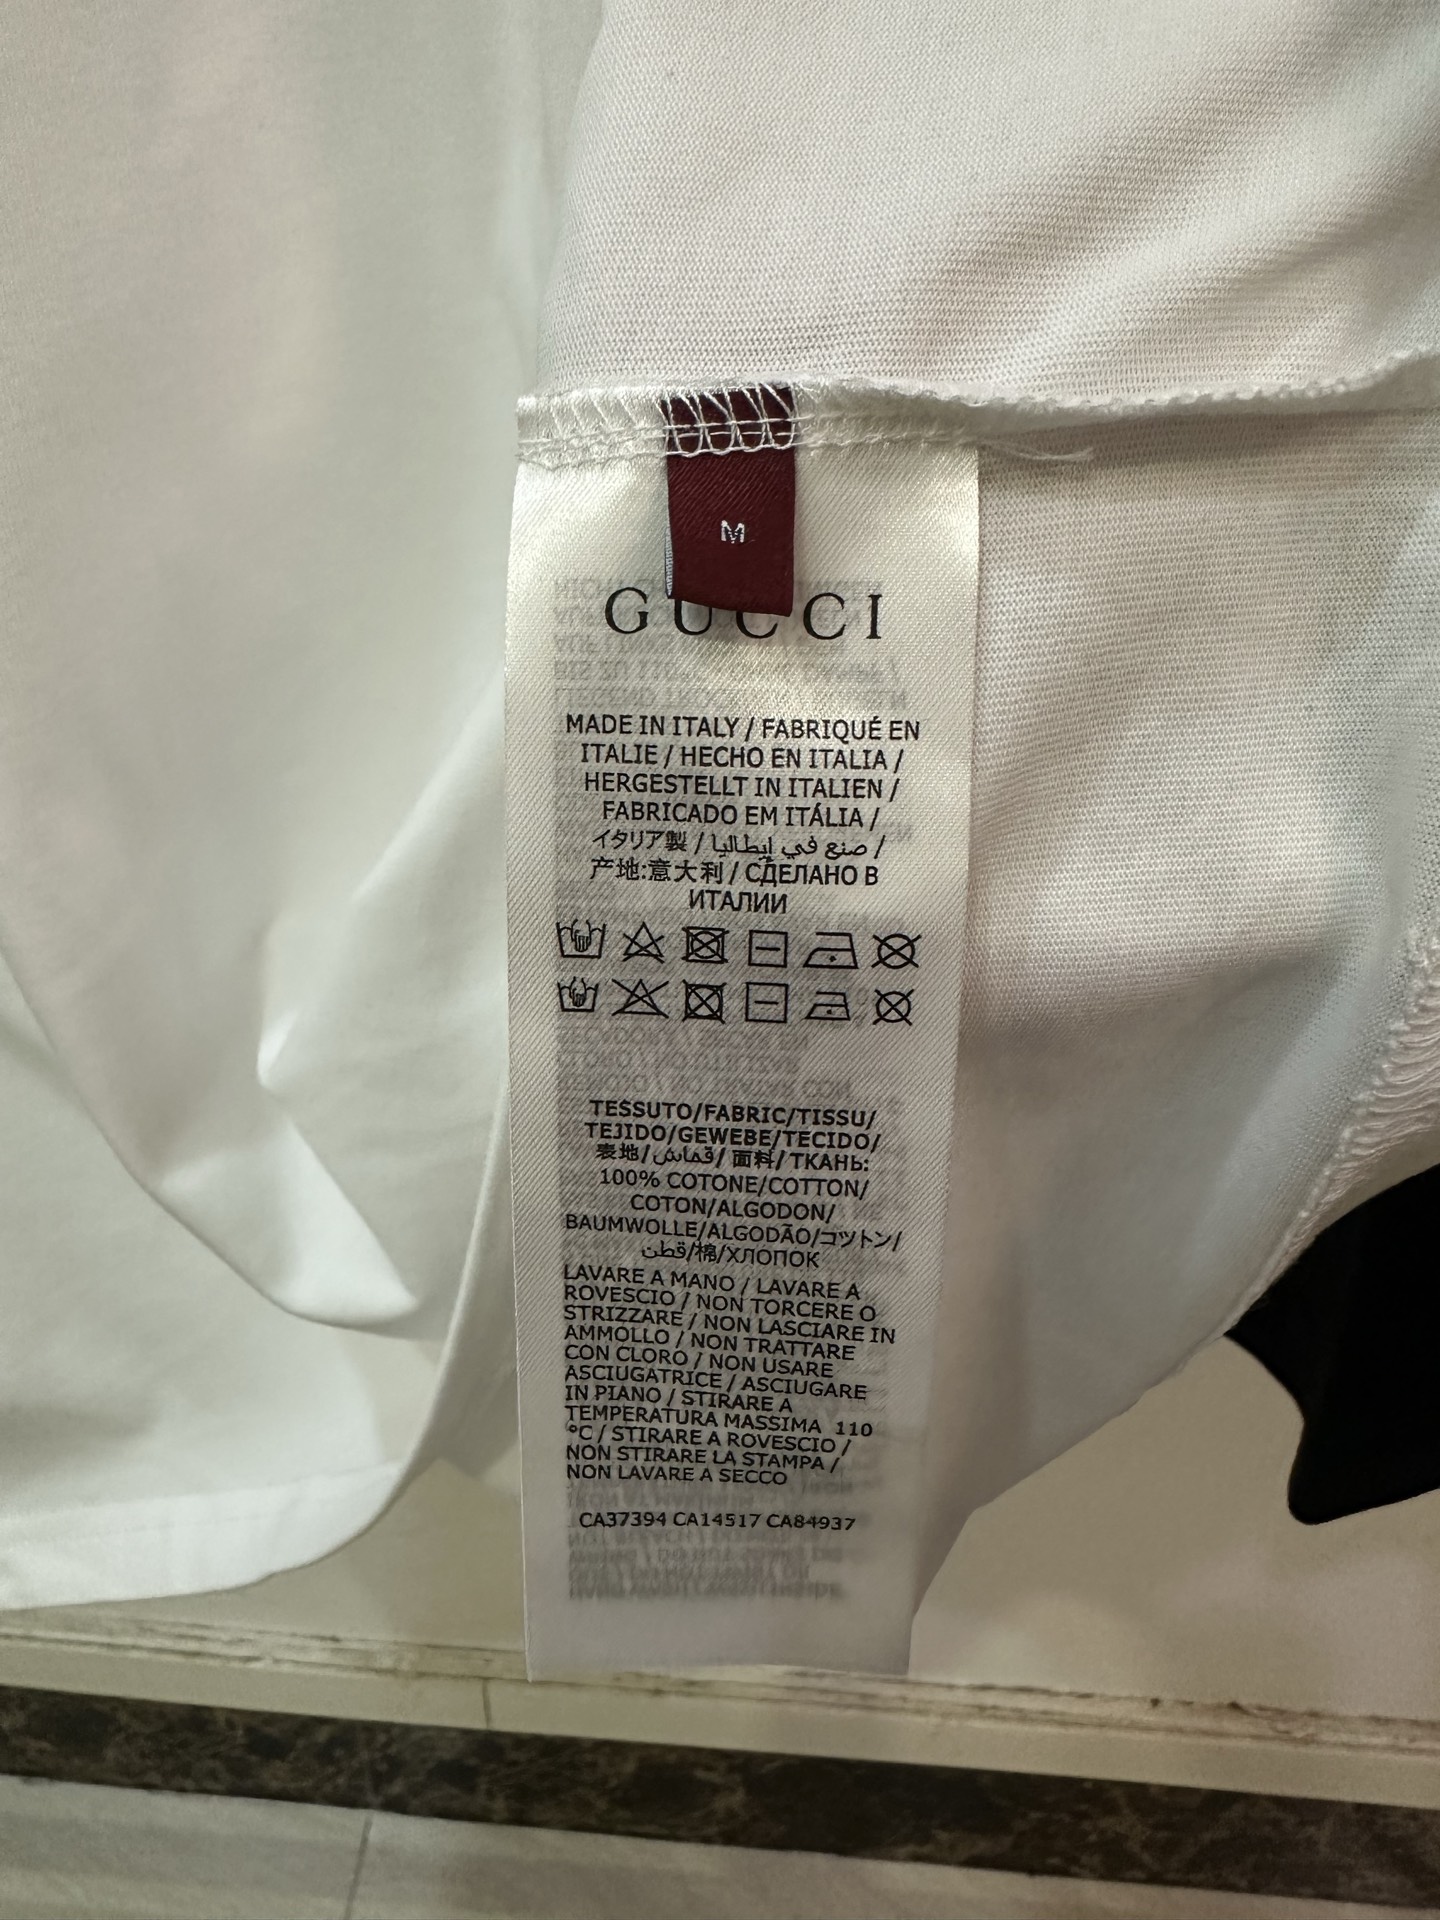 M
GUCCI
MADE IN ITALY / FABRIQUÉ EN
ITALIE / HECHO EN ITALIA /
HERGESTELLT IN ITALIEN /
FABRICADO EM ITÁLIA /
イタリア製 / صنع في إيطاليا /
产地:意大利 / СДЕЛАНО В
ИТАЛИИ
TESSUTO/FABRIC/TISSU/
TEJIDO/GEWEBE/TECIDO/
表地/قماش/面料/ТКАНЬ:
100% COTONE/COTTON/
COTON/ALGODON/
BAUMWOLLE/ALGODÃO/コットン/
قطن/棉/ХЛОПОК
LAVARE A MANO / LAVARE A
ROVESCIO / NON TORCERE O
STRIZZARE / NON LASCIARE IN
AMMOLLO / NON TRATTARE
CON CLORO / NON USARE
ASCIUGATRICE / ASCIUGARE
IN PIANO / STIRARE A
TEMPERATURA MASSIMA 110
°C / STIRARE A ROVESCIO /
NON STIRARE LA STAMPA /
NON LAVARE A SECCO
CA37394 CA14517 CA84937